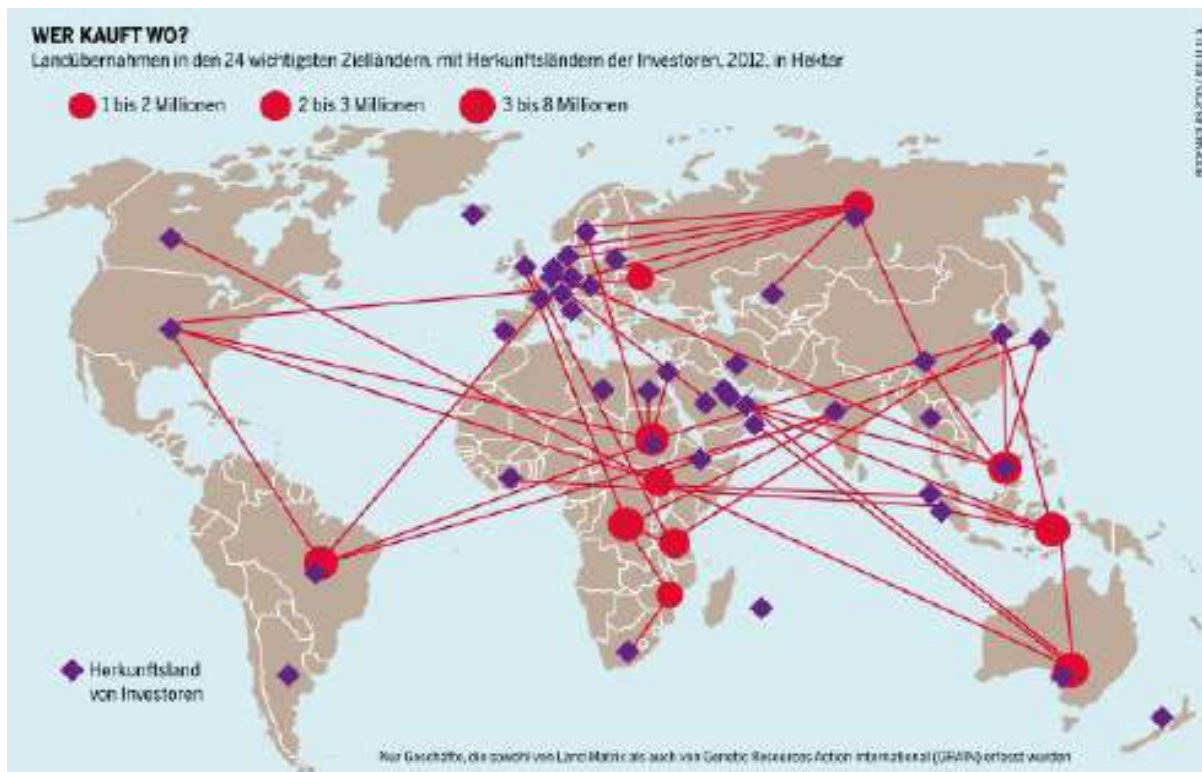 WER KAUFT WO?
Landübernahmen in den 24 wichtigsten Zielländern, mit Herkunftsländern der Investoren, 2012, in Hektar
1 bis 2 Millionen 2 bis 3 Millionen 3 bis 8 Millionen
Herkunftsland
von Investoren
Nur Geschäfte, die sowohl von Land Matrix als auch von Genetic Resources Action International (GRAIN) erfasst wurden